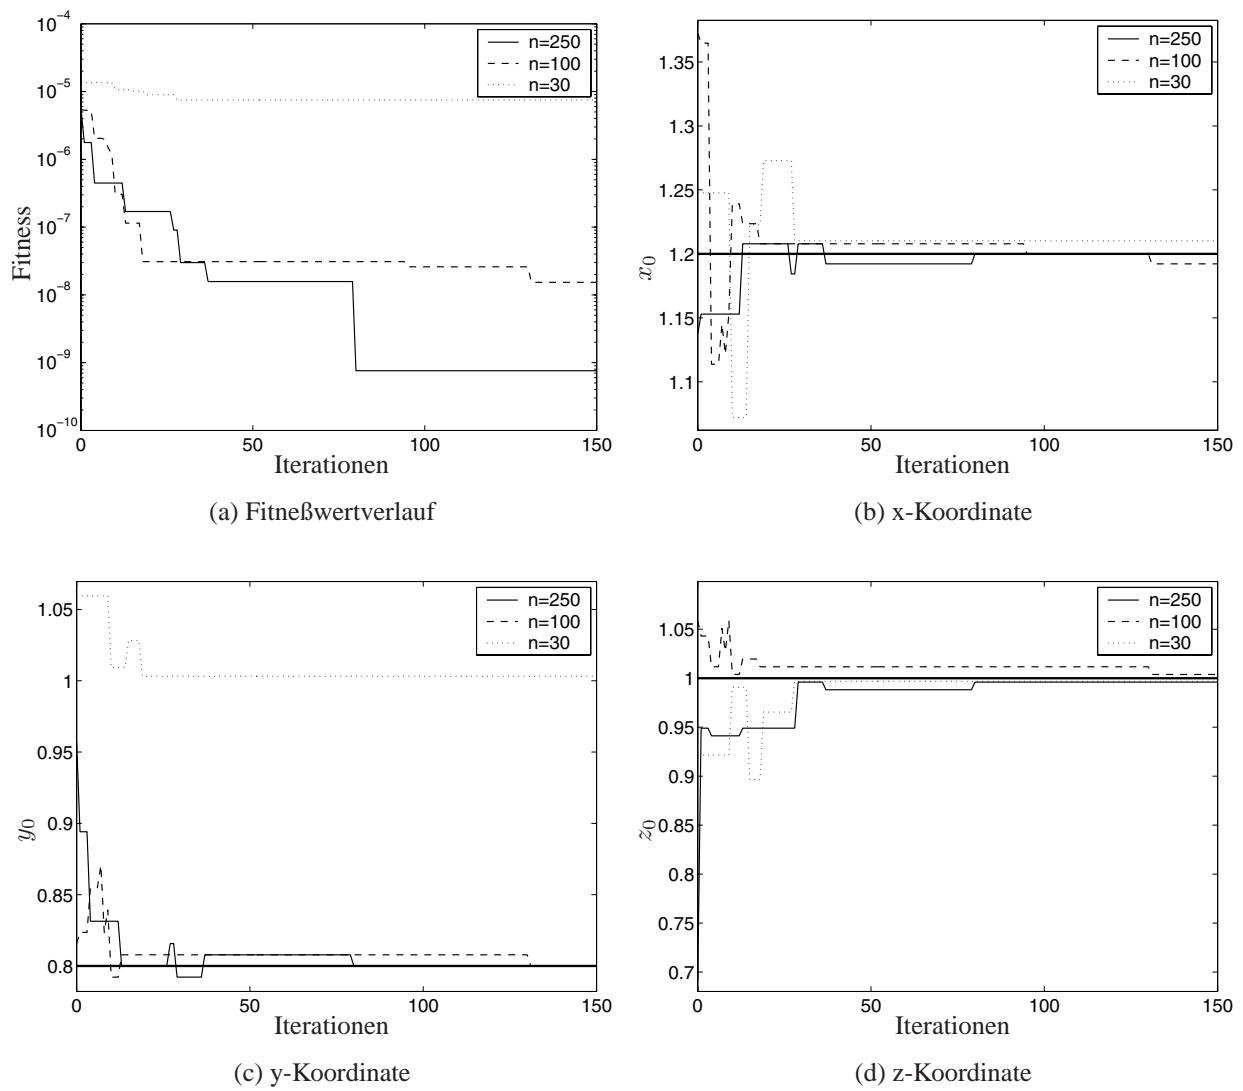 10⁻⁴
10⁻⁵
10⁻⁶
10⁻⁷
10⁻⁸
10⁻⁹
10⁻¹⁰
Fitness
n=250
n=100
n=30
0 50 100 150
Iterationen
(a) Fitneßwertverlauf
1.35
1.3
1.25
1.2
1.15
1.1
x₀
n=250
n=100
n=30
0 50 100 150
Iterationen
(b) x-Koordinate
1.05
1
0.95
0.9
0.85
0.8
y₀
n=250
n=100
n=30
0 50 100 150
Iterationen
(c) y-Koordinate
1.05
1
0.95
0.9
0.85
0.8
0.75
0.7
z₀
n=250
n=100
n=30
0 50 100 150
Iterationen
(d) z-Koordinate